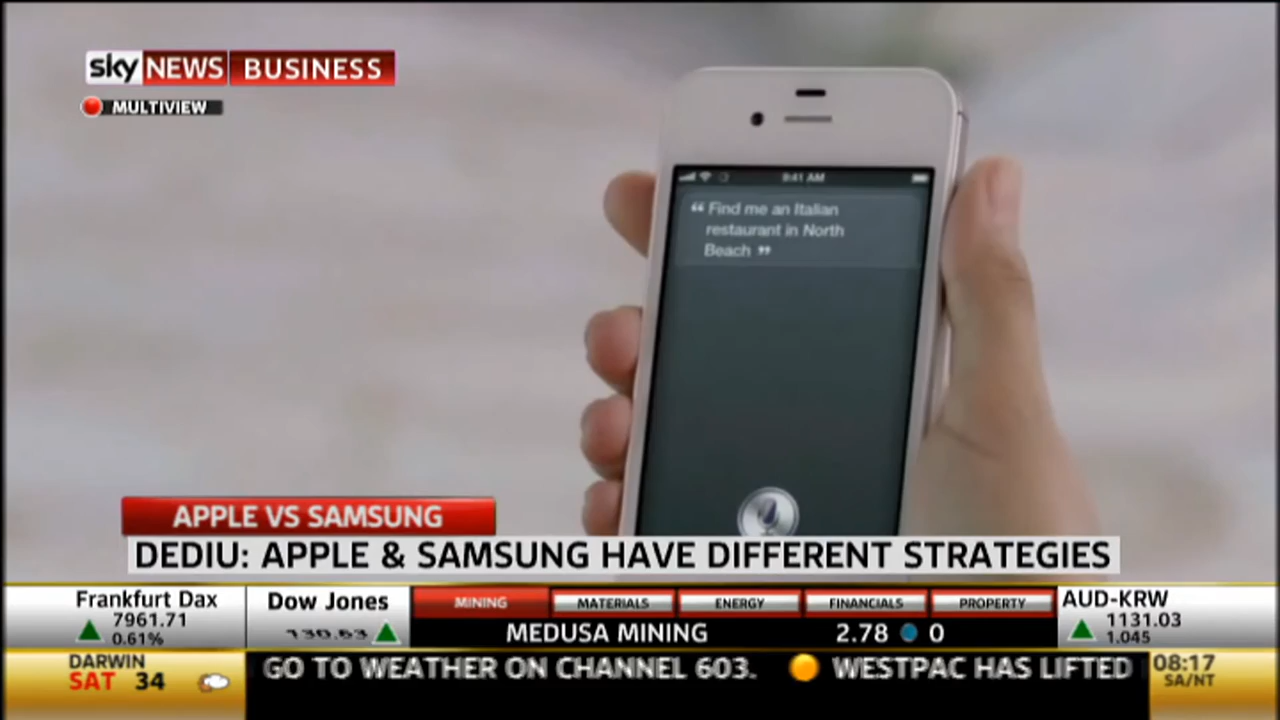 sky NEWS BUSINESS
MULTIVIEW
9:41 AM
“ Find me an Italian
restaurant in North
Beach ”
APPLE VS SAMSUNG
DEDIU: APPLE & SAMSUNG HAVE DIFFERENT STRATEGIES
Frankfurt Dax
7961.71
0.61%
Dow Jones
MINING
MATERIALS
ENERGY
FINANCIALS
PROPERTY
MEDUSA MINING 2.78 0
AUD-KRW
1131.03
1.045
DARWIN
SAT 34
GO TO WEATHER ON CHANNEL 603. WESTPAC HAS LIFTED
08:17
SA/NT